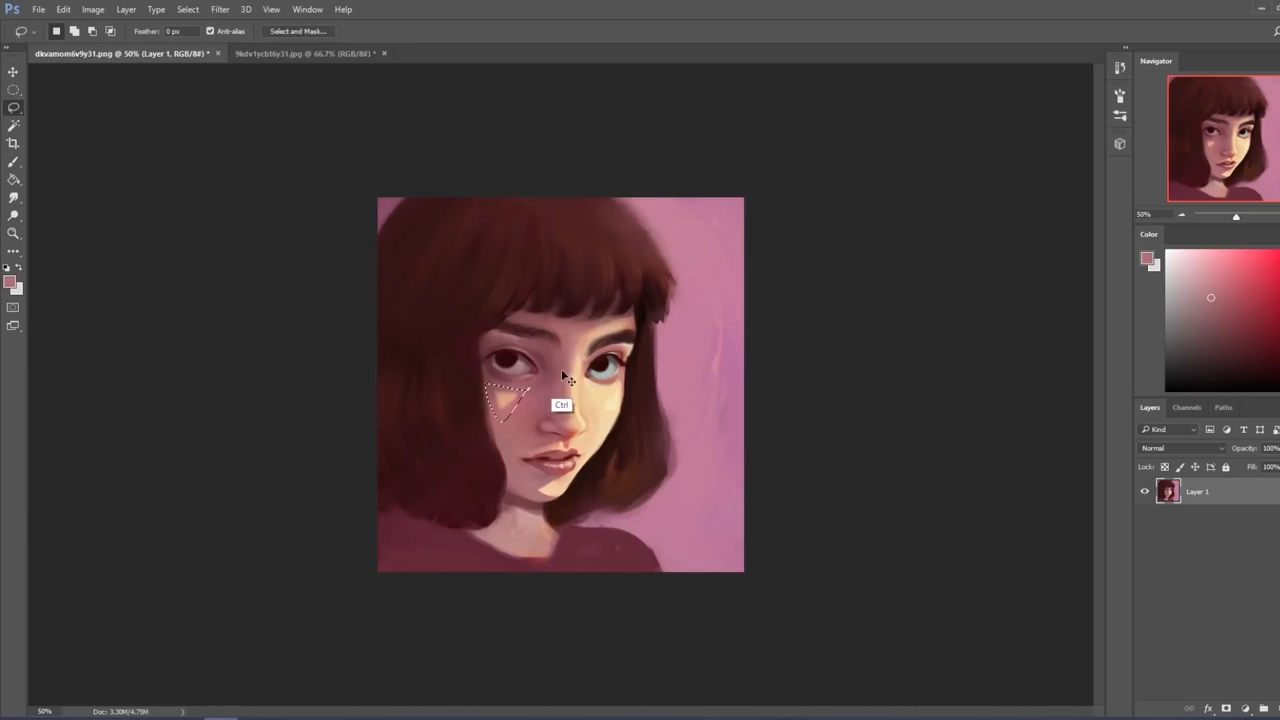 Ps File Edit Image Layer Type Select Filter 3D View Window Help
Feather: 0 px Anti-alias Select and Mask...
dkvamom6v9y31.png @ 50% (Layer 1, RGB/8#) * × 9kdv1ycbt6y31.jpg @ 66.7% (RGB/8#) * ×
Navigator
50%
Color
Ctrl
Layers Channels Paths
Kind
Normal Opacity: 100%
Lock: Fill: 100%
Layer 1
fx
50% Doc: 3.30M/4.75M